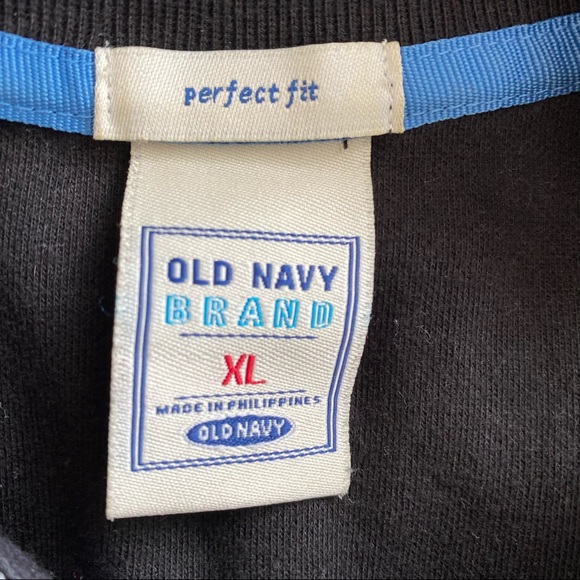 perfect fit
OLD NAVY
BRAND
XL
MADE IN PHILIPPINES
OLD NAVY